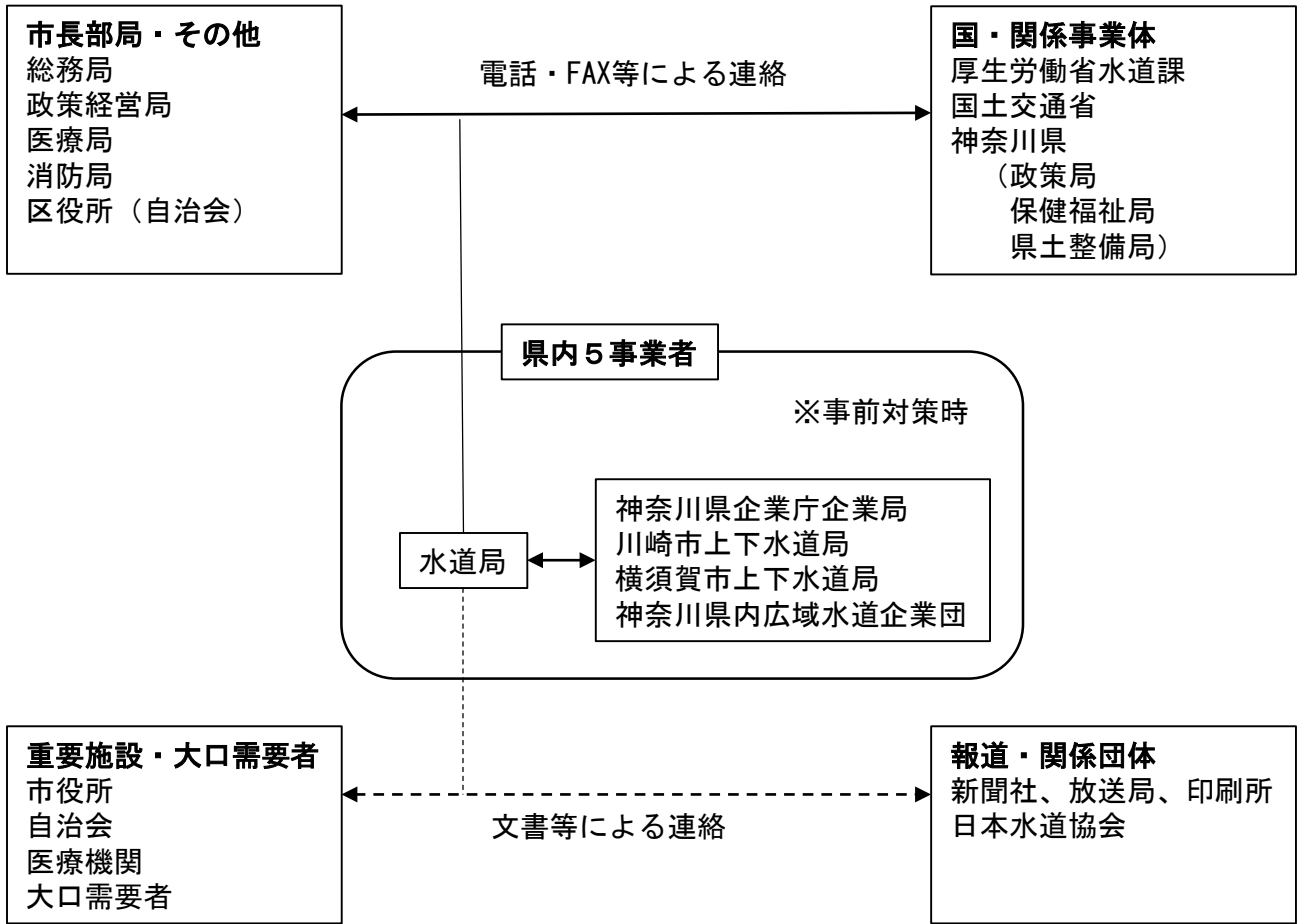 市長部局・その他
総務局
政策経営局
医療局
消防局
区役所（自治会）
電話・FAX等による連絡
国・関係事業体
厚生労働省水道課
国土交通省
神奈川県
（政策局
保健福祉局
県土整備局）
県内５事業者
※事前対策時
水道局
神奈川県企業庁企業局
川崎市上下水道局
横須賀市上下水道局
神奈川県内広域水道企業団
重要施設・大口需要者
市役所
自治会
医療機関
大口需要者
文書等による連絡
報道・関係団体
新聞社、放送局、印刷所
日本水道協会